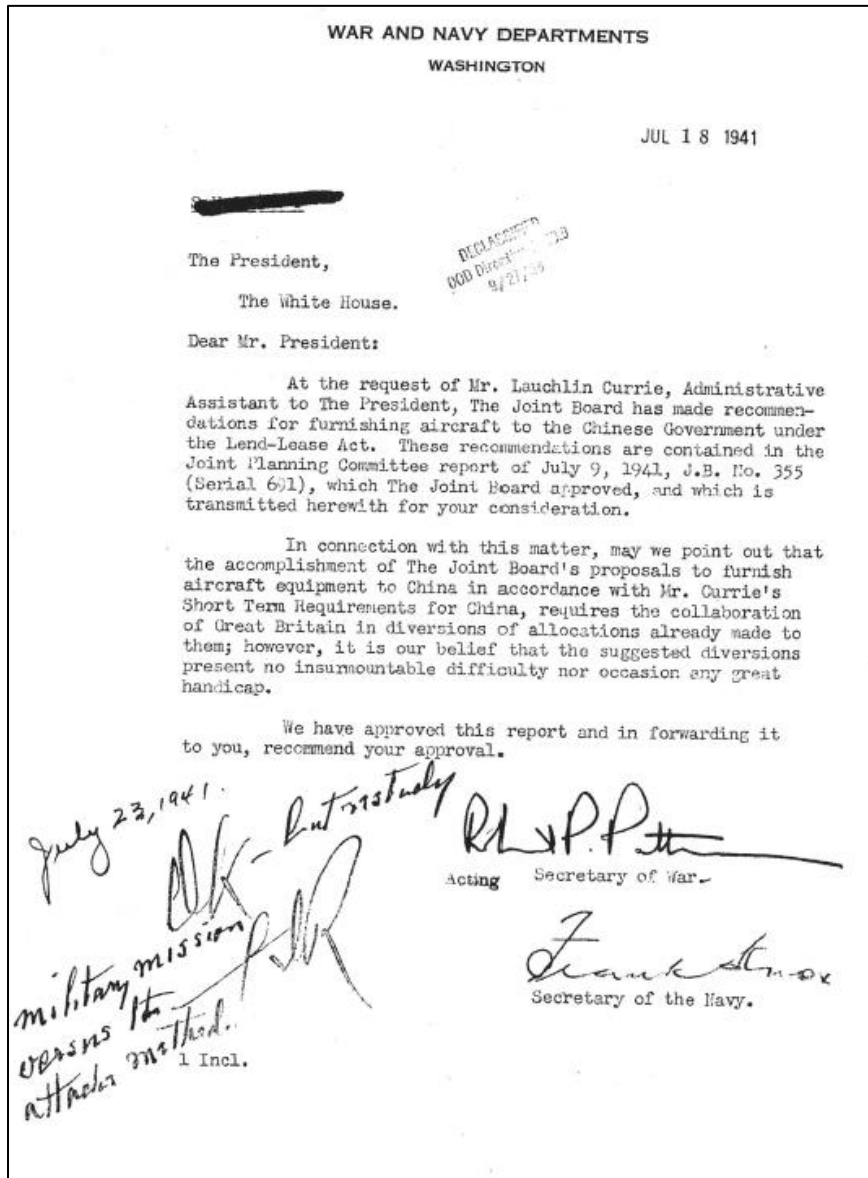 WAR AND NAVY DEPARTMENTS
WASHINGTON
JUL 18 1941
DECLASSIFIED
DOD
9/27/58
The President,
The White House.
Dear Mr. President:
At the request of Mr. Lauchlin Currie, Administrative
Assistant to The President, The Joint Board has made recommen-
dations for furnishing aircraft to the Chinese Government under
the Lend-Lease Act. These recommendations are contained in the
Joint Planning Committee report of July 9, 1941, J.B. No. 355
(Serial 691), which The Joint Board approved, and which is
transmitted herewith for your consideration.
In connection with this matter, may we point out that
the accomplishment of The Joint Board's proposals to furnish
aircraft equipment to China in accordance with Mr. Currie's
Short Term Requirements for China, requires the collaboration
of Great Britain in diversions of allocations already made to
them; however, it is our belief that the suggested diversions
present no insurmountable difficulty nor occasion any great
handicap.
We have approved this report and in forwarding it
to you, recommend your approval.
July 23, 1941.
OK - but restudy
military mission
versus the
attache method.
FDR
Robert P. Patterson
Acting Secretary of War.
Frank Knox
Secretary of the Navy.
1 Incl.